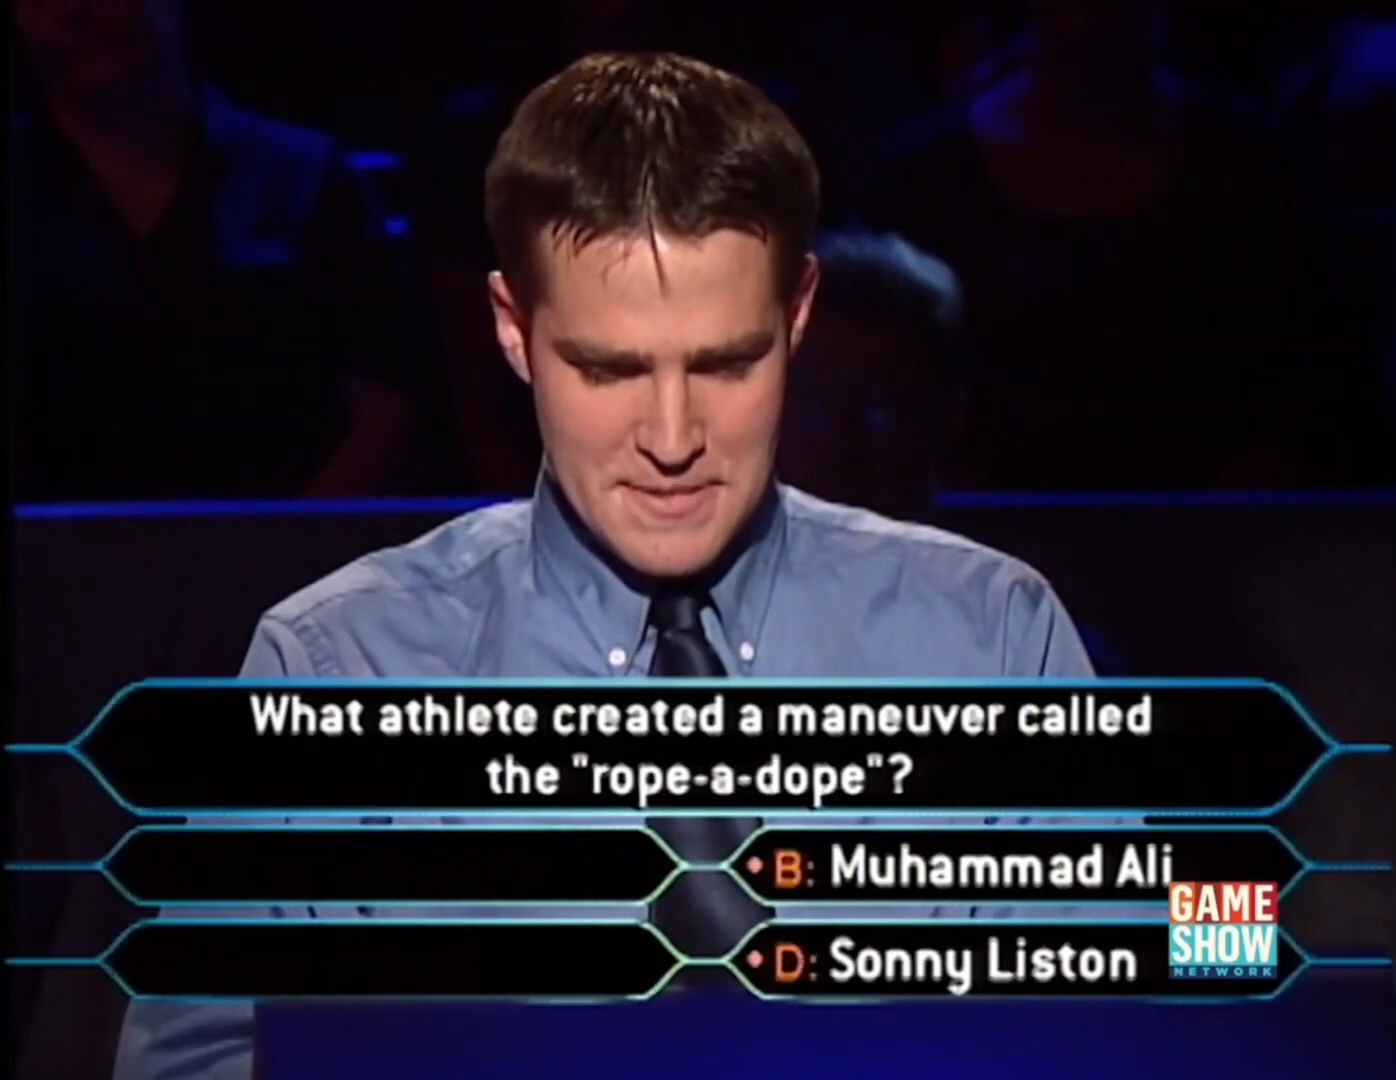 What athlete created a maneuver called
the "rope-a-dope"?
B: Muhammad Ali
D: Sonny Liston
GAME
SHOW
NETWORK